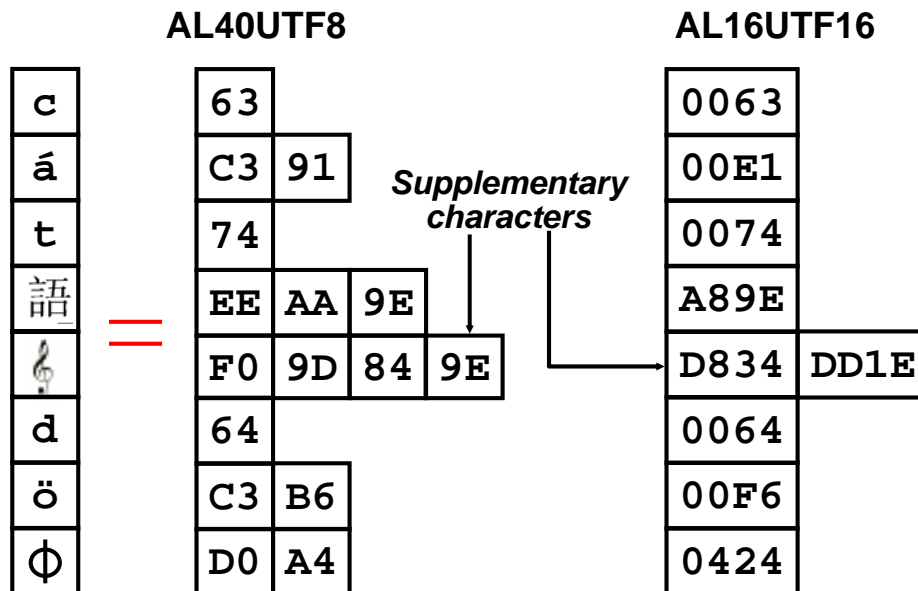 AL40UTF8 AL16UTF16
c 63 0063
á C3 91 00E1
Supplementary
characters
t 74 0074
語 EE AA 9E A89E
𝄞 F0 9D 84 9E D834 DD1E
d 64 0064
ö C3 B6 00F6
Ф D0 A4 0424